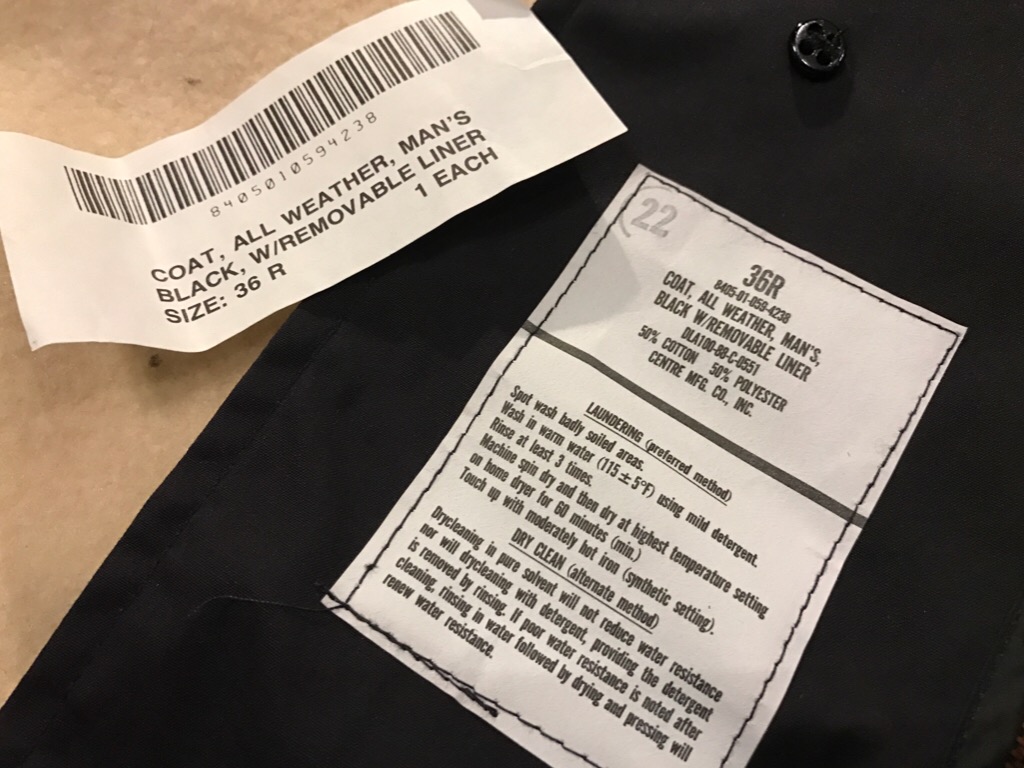 8405010594238
COAT, ALL WEATHER, MAN'S
BLACK, W/REMOVABLE LINER
SIZE: 36 R 1 EACH
22
36R
8405-01-059-4238
COAT, ALL WEATHER, MAN'S,
BLACK W/REMOVABLE LINER
DLA100-88-C-0551
50% COTTON 50% POLYESTER
CENTRE MFG. CO., INC.
LAUNDERING (preferred method)
Spot wash badly soiled areas.
Wash in warm water (115 ± 5°F) using mild detergent.
Rinse at least 3 times.
Machine spin dry and then dry at highest temperature setting
on home dryer for 60 minutes (min.)
Touch up with moderately hot iron (synthetic setting).
DRY CLEAN (alternate method)
Drycleaning in pure solvent will not reduce water resistance
nor will drycleaning with detergent, providing the detergent
is removed by rinsing. If poor water resistance is noted after
cleaning, rinsing in water followed by drying and pressing will
renew water resistance.